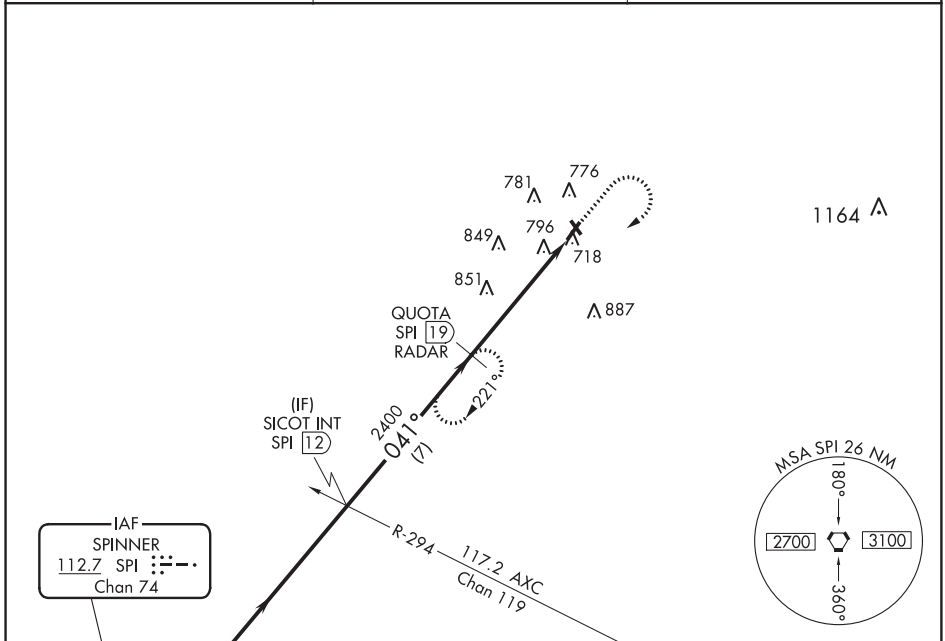 781
776
1164
849
796
718
851
887
QUOTA
SPI 19
RADAR
221°
(IF)
SICOT INT
SPI 12
2400
041°
(7)
MSA SPI 26 NM
180°
2700
3100
360°
IAF
SPINNER
112.7 SPI
Chan 74
R-294
117.2 AXC
Chan 119